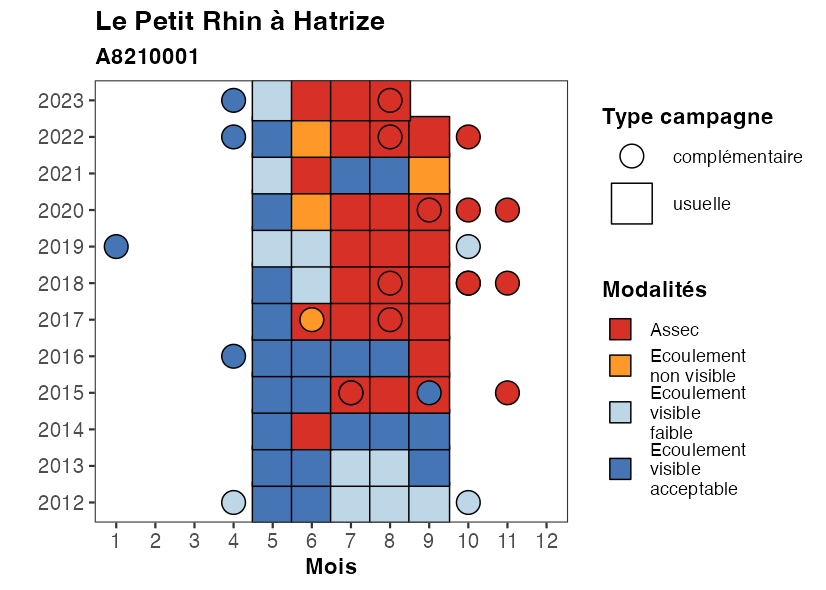 Le Petit Rhin à Hatrize
A8210001
2023
2022
2021
2020
2019
2018
2017
2016
2015
2014
2013
2012
1 2 3 4 5 6 7 8 9 10 11 12
Mois
Type campagne
complémentaire
usuelle
Modalités
Assec
Ecoulement
non visible
Ecoulement
visible
faible
Ecoulement
visible
acceptable